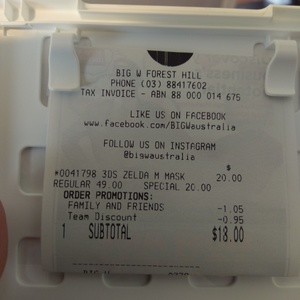 BIG W FOREST HILL
PHONE (03) 88417602
TAX INVOICE - ABN 88 000 014 675
LIKE US ON FACEBOOK
www.facebook.com/BIGWaustralia
FOLLOW US ON INSTAGRAM
@bigwaustralia
$
*0041798 3DS ZELDA M MASK 20.00
REGULAR 49.00 SPECIAL 20.00
ORDER PROMOTIONS:
FAMILY AND FRIENDS -1.05
Team Discount -0.95
1 SUBTOTAL $18.00